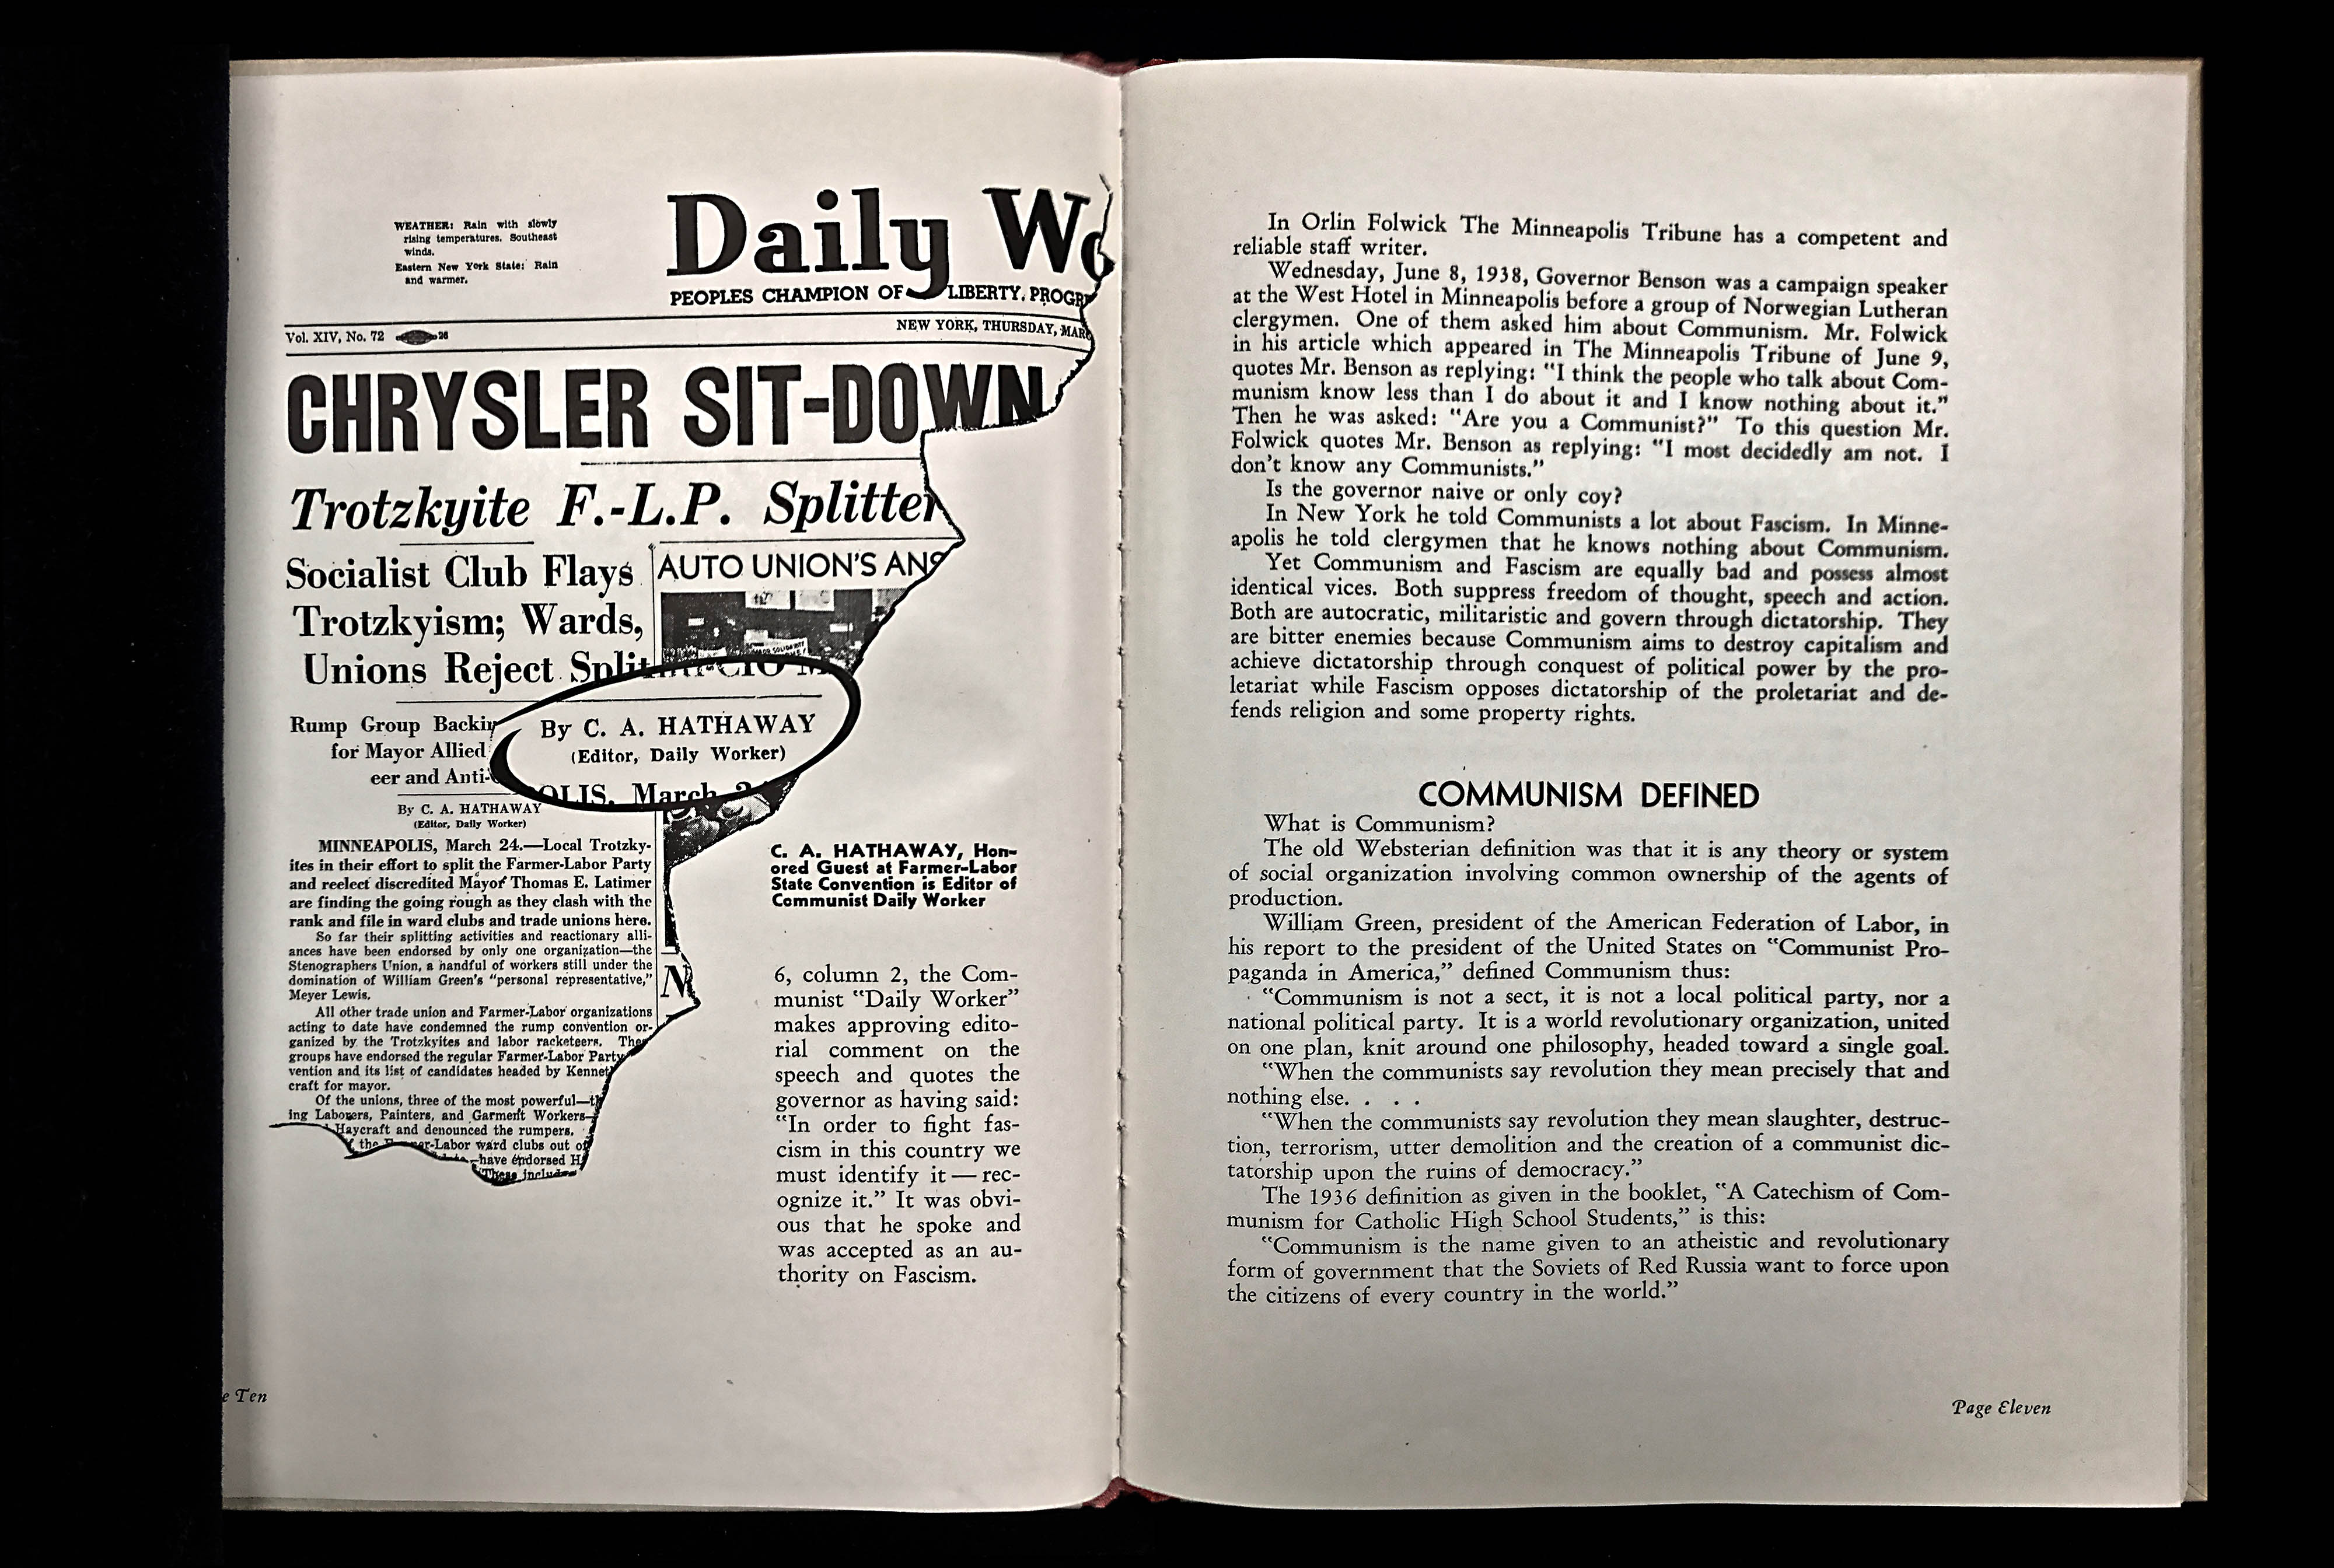 WEATHER: Rain with slowly
rising temperatures. Southeast
winds.
Eastern New York State: Rain
and warmer.
Daily Wo
PEOPLES CHAMPION OF LIBERTY, PROGR
Vol. XIV, No. 72 26
NEW YORK, THURSDAY, MAR
CHRYSLER SIT-DOWN
Trotzkyite F.-L.P. Splitter
Socialist Club Flays
Trotzkyism; Wards,
Unions Reject Split
AUTO UNION'S ANS
Rump Group Backin
for Mayor Allied
eer and Anti-
By C. A. HATHAWAY
(Editor, Daily Worker)
OLIS, March 2
By C. A. HATHAWAY
(Editor, Daily Worker)
MINNEAPOLIS, March 24.—Local Trotzky-
ites in their effort to split the Farmer-Labor Party
and reelect discredited Mayor Thomas E. Latimer
are finding the going rough as they clash with the
rank and file in ward clubs and trade unions here.
So far their splitting activities and reactionary alli-
ances have been endorsed by only one organization—the
Stenographers Union, a handful of workers still under the
domination of William Green's "personal representative,"
Meyer Lewis.
All other trade union and Farmer-Labor organizations
acting to date have condemned the rump convention or-
ganized by the Trotzkyites and labor racketeers. Thes
groups have endorsed the regular Farmer-Labor Party
vention and its list of candidates headed by Kennet
craft for mayor.
Of the unions, three of the most powerful—th
ing Laborers, Painters, and Garment Workers—
Haycraft and denounced the rumpers.
the er-Labor ward clubs out of
—have endorsed H
These includ
N
C. A. HATHAWAY, Hon-
ored Guest at Farmer-Labor
State Convention is Editor of
Communist Daily Worker
6, column 2, the Com-
munist "Daily Worker"
makes approving edito-
rial comment on the
speech and quotes the
governor as having said:
"In order to fight fas-
cism in this country we
must identify it — rec-
ognize it." It was obvi-
ous that he spoke and
was accepted as an au-
thority on Fascism.
e Ten
In Orlin Folwick The Minneapolis Tribune has a competent and
reliable staff writer.
Wednesday, June 8, 1938, Governor Benson was a campaign speaker
at the West Hotel in Minneapolis before a group of Norwegian Lutheran
clergymen. One of them asked him about Communism. Mr. Folwick
in his article which appeared in The Minneapolis Tribune of June 9,
quotes Mr. Benson as replying: "I think the people who talk about Com-
munism know less than I do about it and I know nothing about it."
Then he was asked: "Are you a Communist?" To this question Mr.
Folwick quotes Mr. Benson as replying: "I most decidedly am not. I
don't know any Communists."
Is the governor naive or only coy?
In New York he told Communists a lot about Fascism. In Minne-
apolis he told clergymen that he knows nothing about Communism.
Yet Communism and Fascism are equally bad and possess almost
identical vices. Both suppress freedom of thought, speech and action.
Both are autocratic, militaristic and govern through dictatorship. They
are bitter enemies because Communism aims to destroy capitalism and
achieve dictatorship through conquest of political power by the pro-
letariat while Fascism opposes dictatorship of the proletariat and de-
fends religion and some property rights.
COMMUNISM DEFINED
What is Communism?
The old Websterian definition was that it is any theory or system
of social organization involving common ownership of the agents of
production.
William Green, president of the American Federation of Labor, in
his report to the president of the United States on "Communist Pro-
paganda in America," defined Communism thus:
"Communism is not a sect, it is not a local political party, nor a
national political party. It is a world revolutionary organization, united
on one plan, knit around one philosophy, headed toward a single goal.
"When the communists say revolution they mean precisely that and
nothing else. . . .
"When the communists say revolution they mean slaughter, destruc-
tion, terrorism, utter demolition and the creation of a communist dic-
tatorship upon the ruins of democracy."
The 1936 definition as given in the booklet, "A Catechism of Com-
munism for Catholic High School Students," is this:
"Communism is the name given to an atheistic and revolutionary
form of government that the Soviets of Red Russia want to force upon
the citizens of every country in the world."
Page Eleven